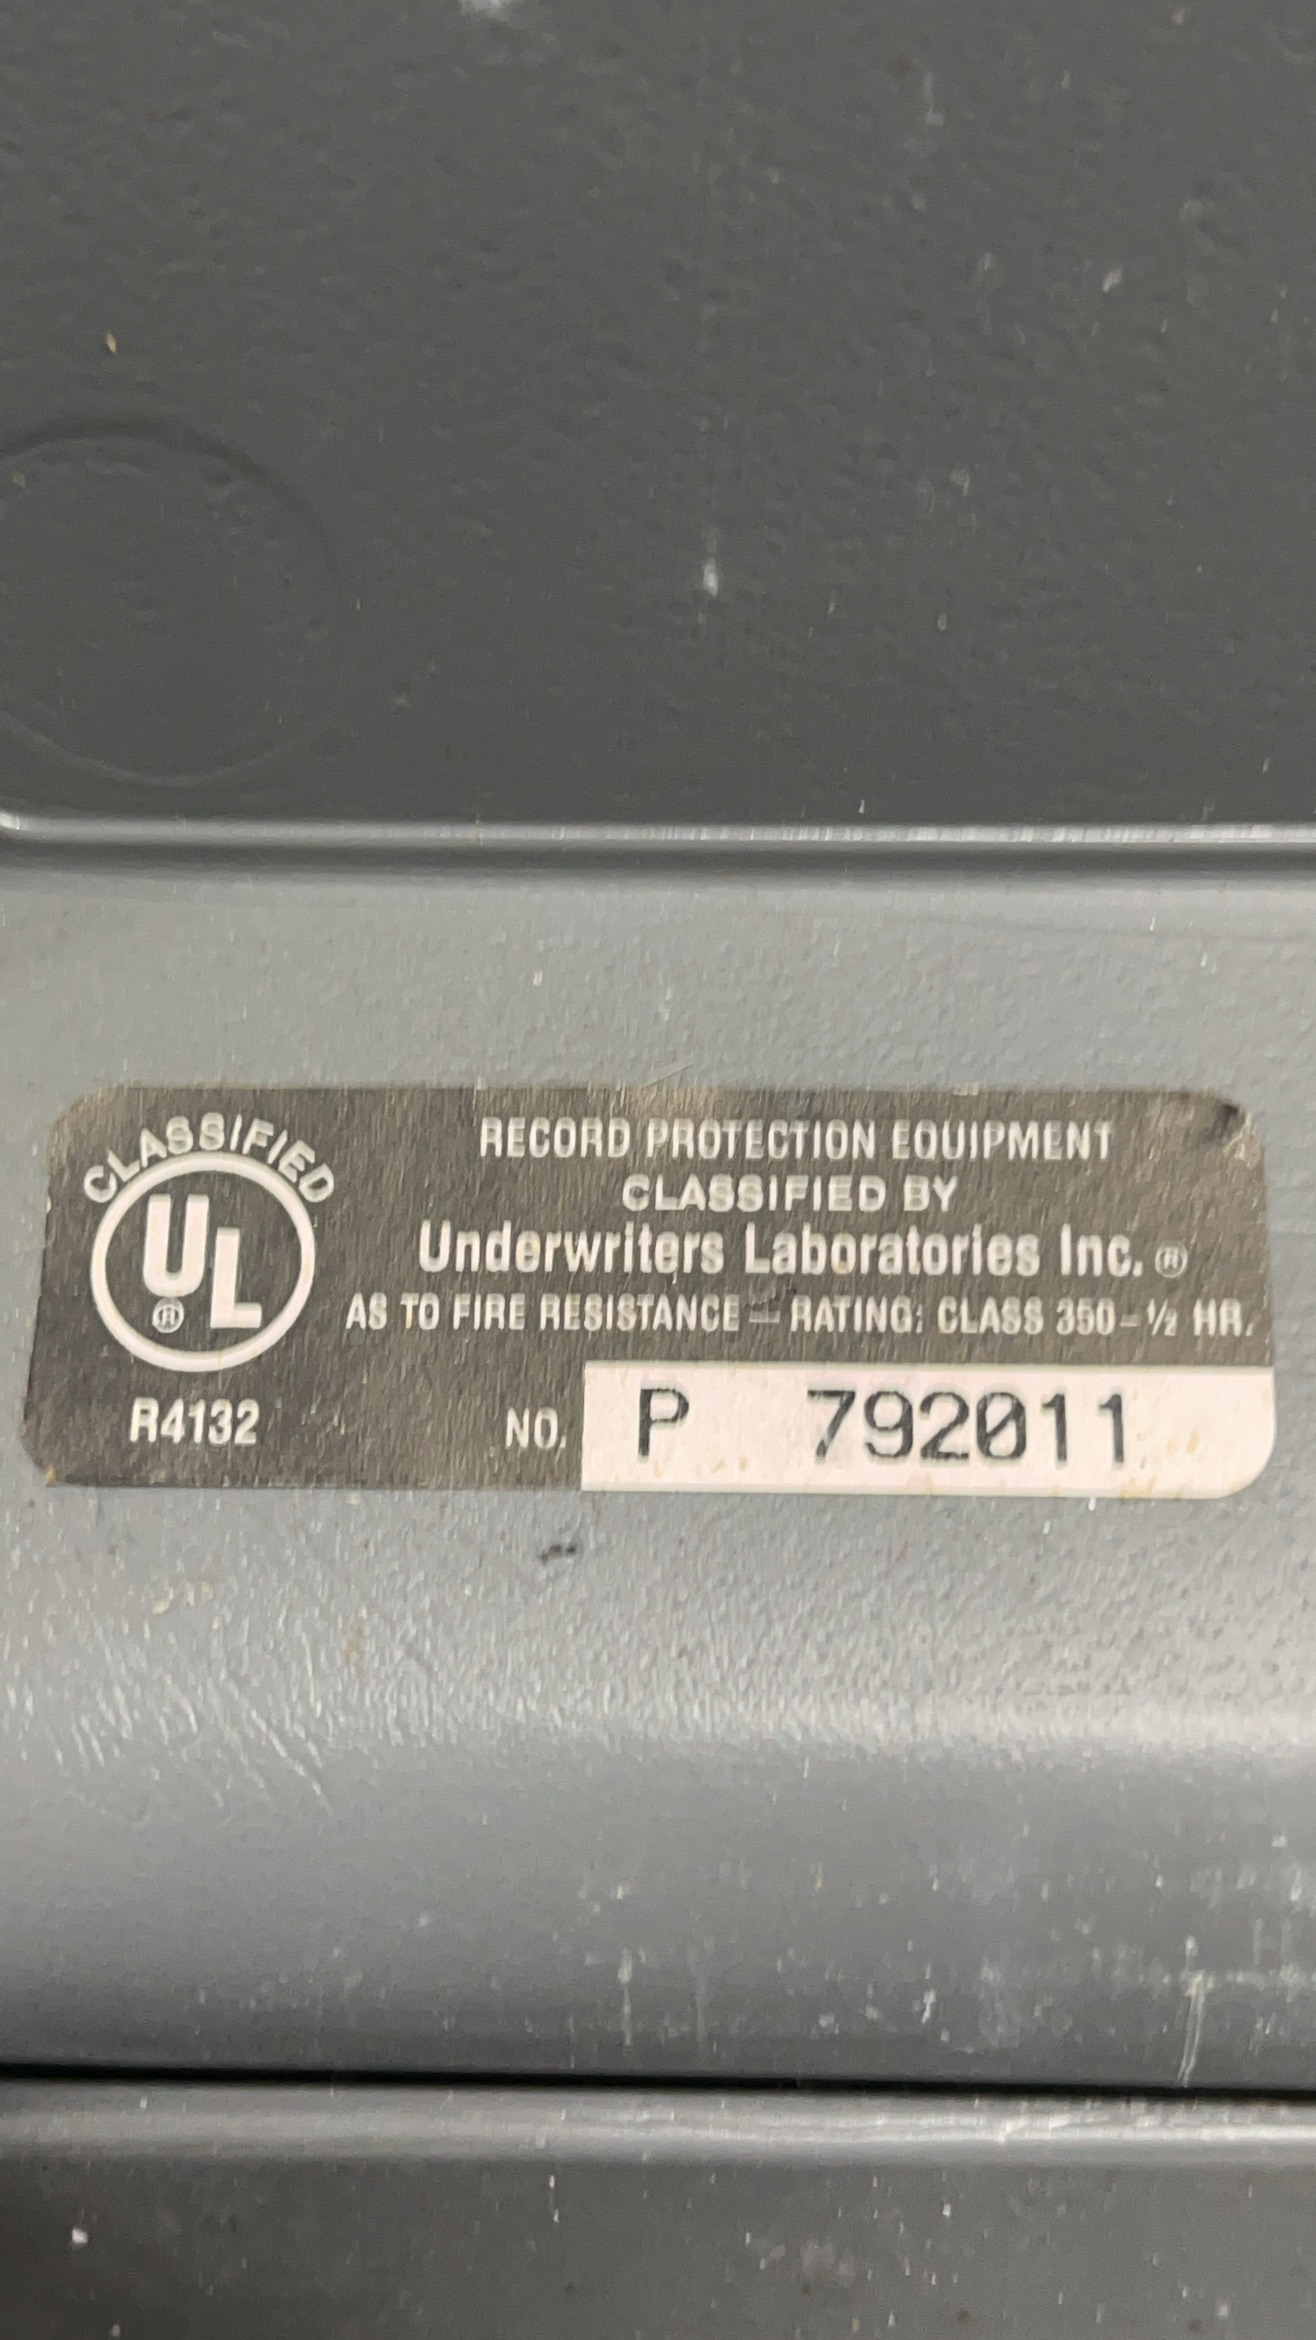 CLASSIFIED
UL ®
R4132
RECORD PROTECTION EQUIPMENT
CLASSIFIED BY
Underwriters Laboratories Inc. ®
AS TO FIRE RESISTANCE — RATING: CLASS 350 – ½ HR.
NO. P 792011